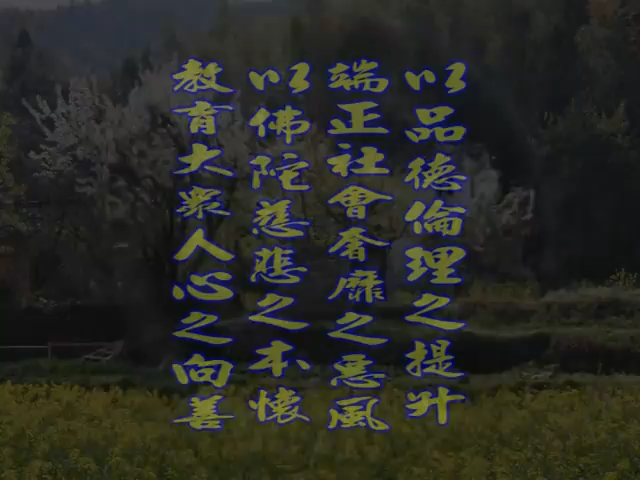 以品德倫理之提升
端正社會奢靡之惡風
以佛陀慈悲之本懷
教育大眾人心之向善